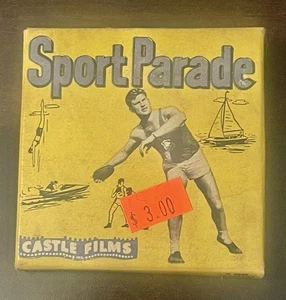 Sport Parade
$ 3.00
CASTLE FILMS